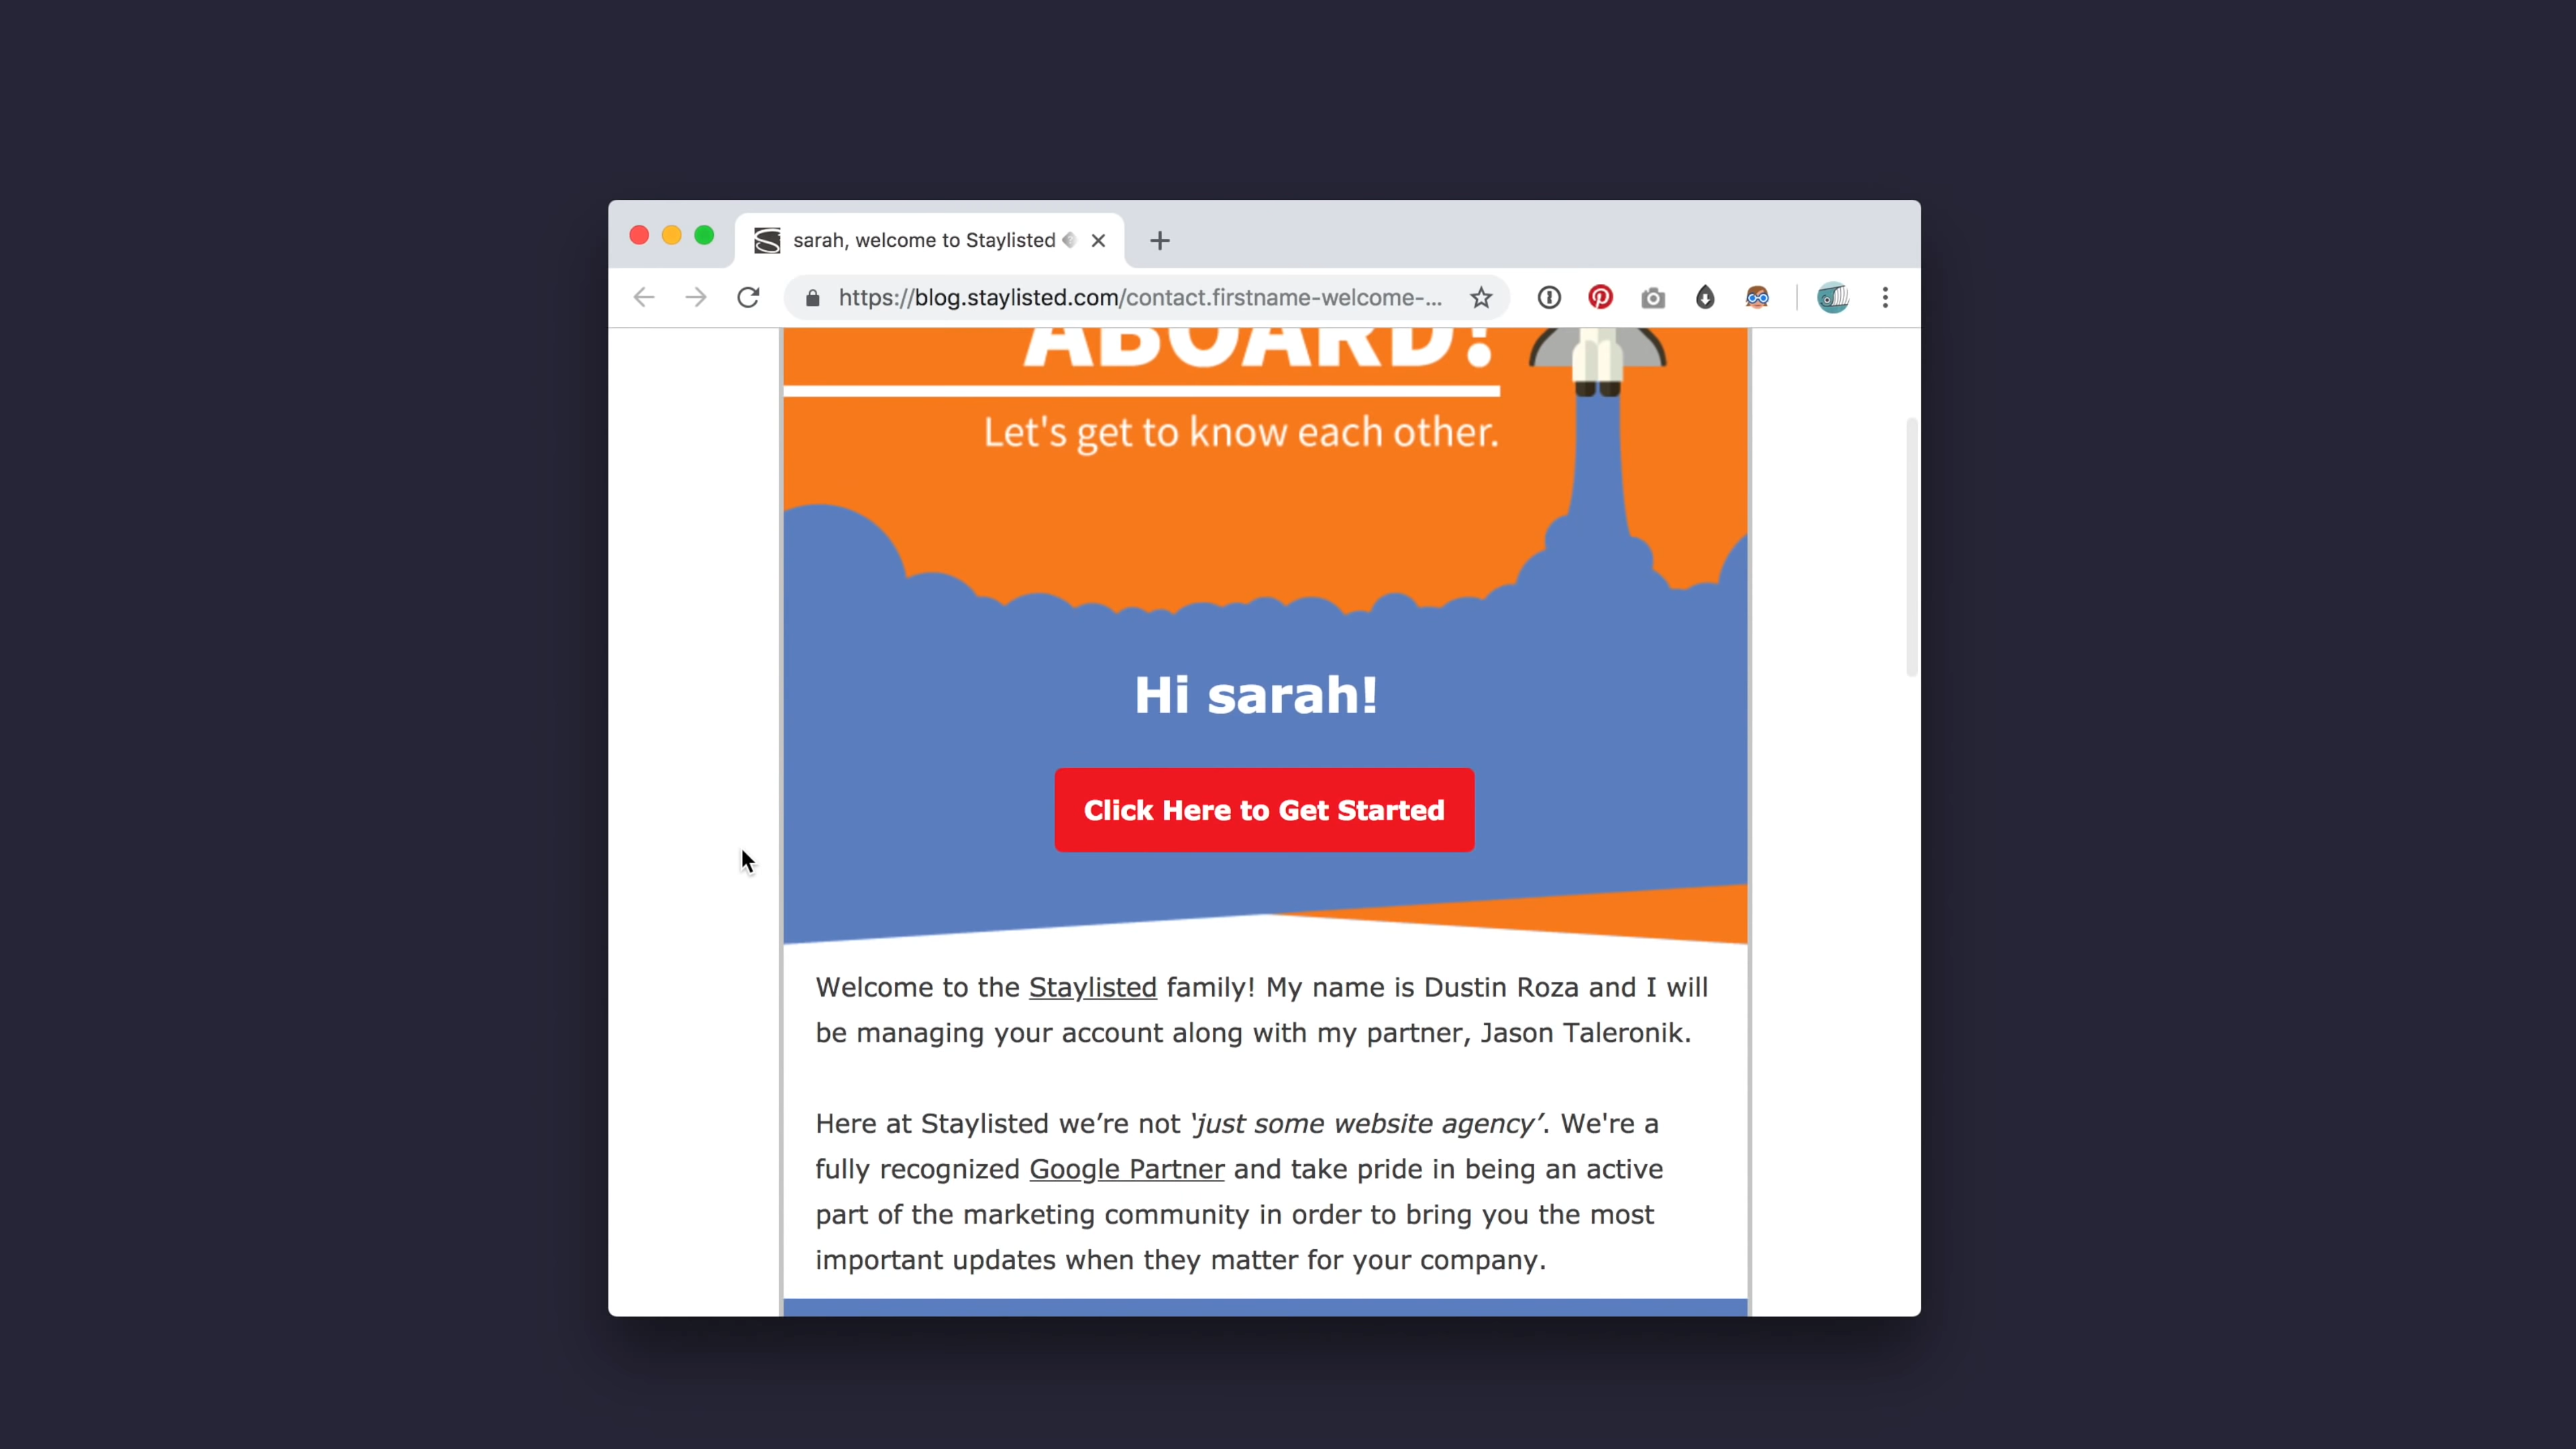 sarah, welcome to Staylisted
https://blog.staylisted.com/contact.firstname-welcome-...
ABOARD!
Let's get to know each other.
Hi sarah!
Click Here to Get Started
Welcome to the Staylisted family! My name is Dustin Roza and I will
be managing your account along with my partner, Jason Taleronik.
Here at Staylisted we’re not ‘just some website agency’. We're a
fully recognized Google Partner and take pride in being an active
part of the marketing community in order to bring you the most
important updates when they matter for your company.